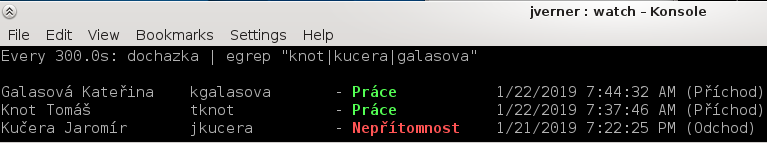 jverner : watch – Konsole
File Edit View Bookmarks Settings Help
Every 300.0s: dochazka | egrep "knot|kucera|galasova"
Galasová Kateřina kgalasova - Práce 1/22/2019 7:44:32 AM (Příchod)
Knot Tomáš tknot - Práce 1/22/2019 7:37:46 AM (Příchod)
Kučera Jaromír jkucera - Nepřítomnost 1/21/2019 7:22:25 PM (Odchod)